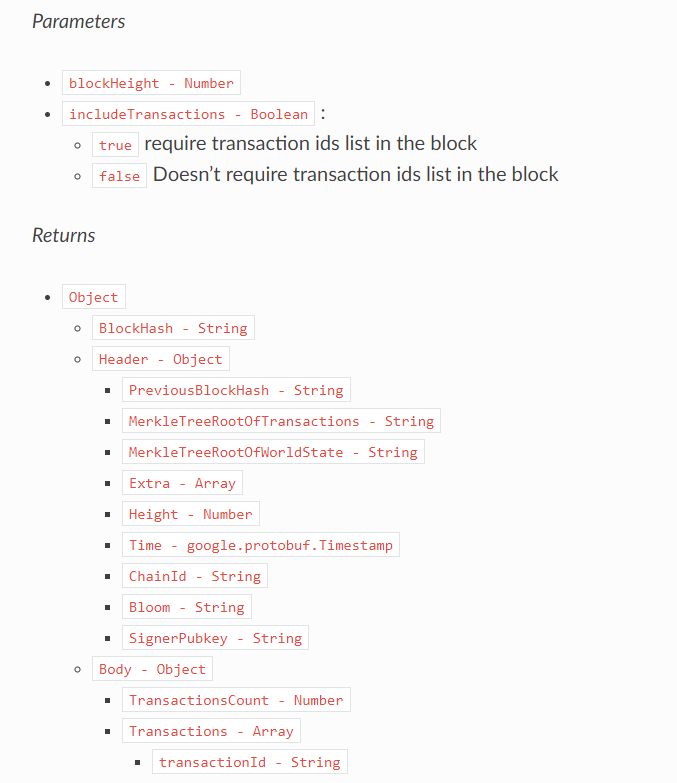 Parameters
blockHeight - Number
includeTransactions - Boolean :
true require transaction ids list in the block
false Doesn’t require transaction ids list in the block
Returns
Object
BlockHash - String
Header - Object
PreviousBlockHash - String
MerkleTreeRootOfTransactions - String
MerkleTreeRootOfWorldState - String
Extra - Array
Height - Number
Time - google.protobuf.Timestamp
ChainId - String
Bloom - String
SignerPubkey - String
Body - Object
TransactionsCount - Number
Transactions - Array
transactionId - String